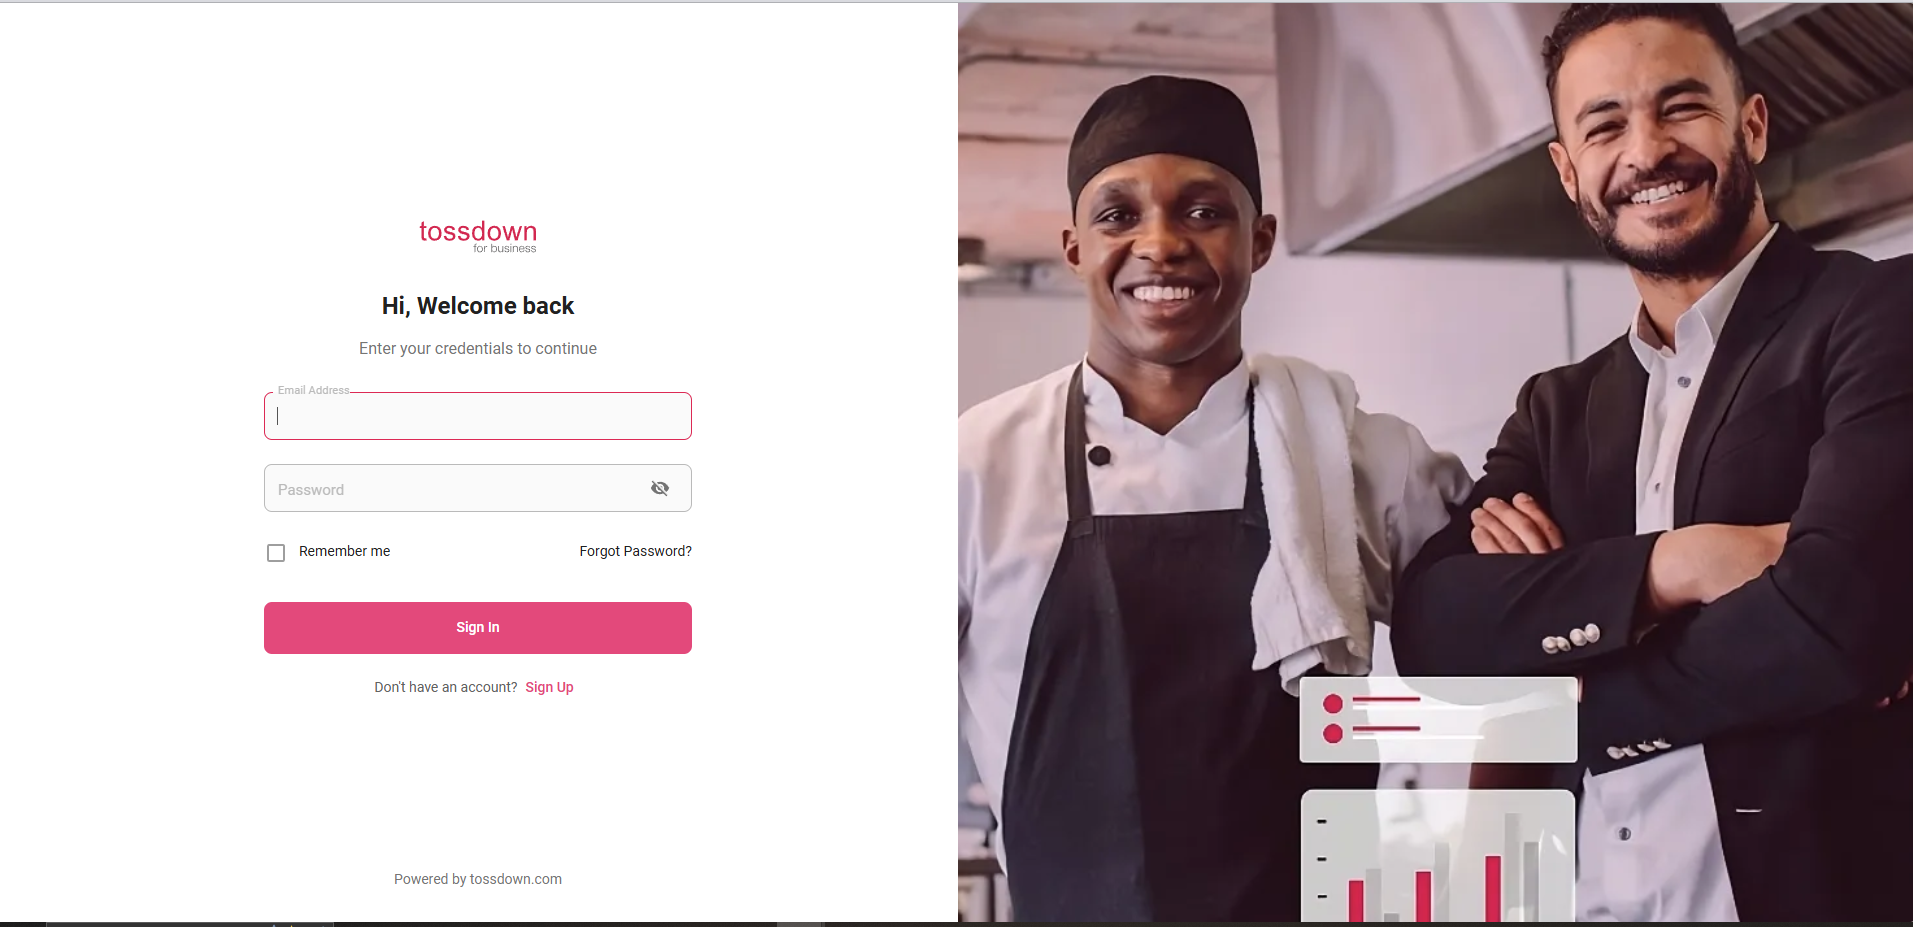 tossdown
for business
Hi, Welcome back
Enter your credentials to continue
Email Address
Password
Remember me
Forgot Password?
Sign In
Don't have an account? Sign Up
Powered by tossdown.com